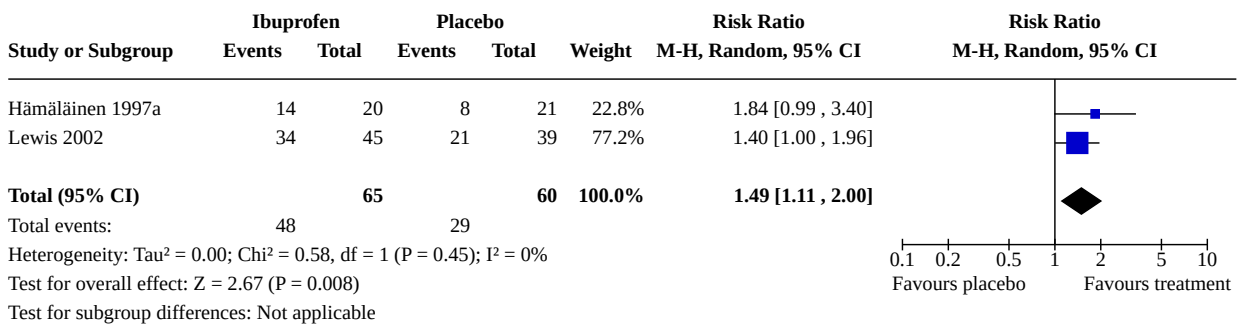 Ibuprofen Placebo Risk Ratio Risk Ratio
Study or Subgroup Events Total Events Total Weight M-H, Random, 95% CI M-H, Random, 95% CI
Hämäläinen 1997a 14 20 8 21 22.8% 1.84 [0.99 , 3.40]
Lewis 2002 34 45 21 39 77.2% 1.40 [1.00 , 1.96]
Total (95% CI) 65 60 100.0% 1.49 [1.11 , 2.00]
Total events: 48 29
Heterogeneity: Tau² = 0.00; Chi² = 0.58, df = 1 (P = 0.45); I² = 0%
0.1 0.2 0.5 1 2 5 10
Test for overall effect: Z = 2.67 (P = 0.008)
Favours placebo Favours treatment
Test for subgroup differences: Not applicable